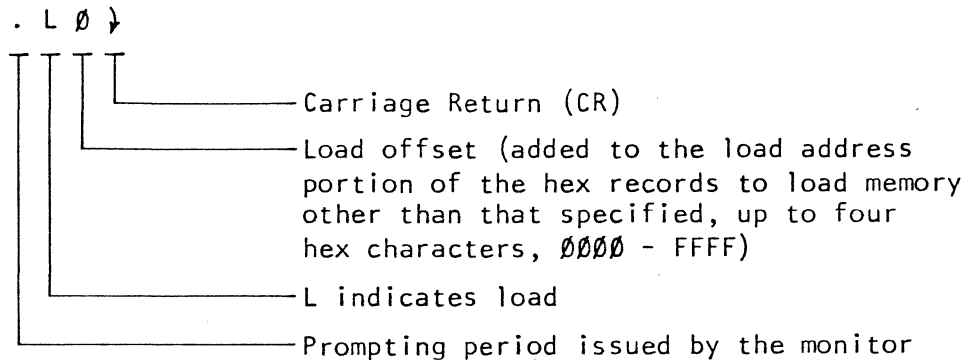 . L Ø ⤸
Carriage Return (CR)
Load offset (added to the load address
portion of the hex records to load memory
other than that specified, up to four
hex characters, ØØØØ - FFFF)
L indicates load
Prompting period issued by the monitor